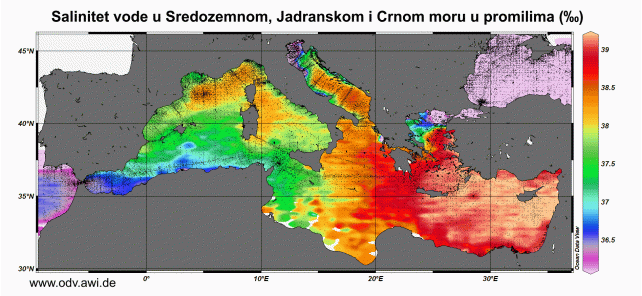 Salinitet vode u Sredozemnom, Jadranskom i Crnom moru u promilima (‰)
45°N
40°N
35°N
30°N
0°
10°E
20°E
30°E
39
38.5
38
37.5
37
36.5
Ocean Data View
www.odv.awi.de